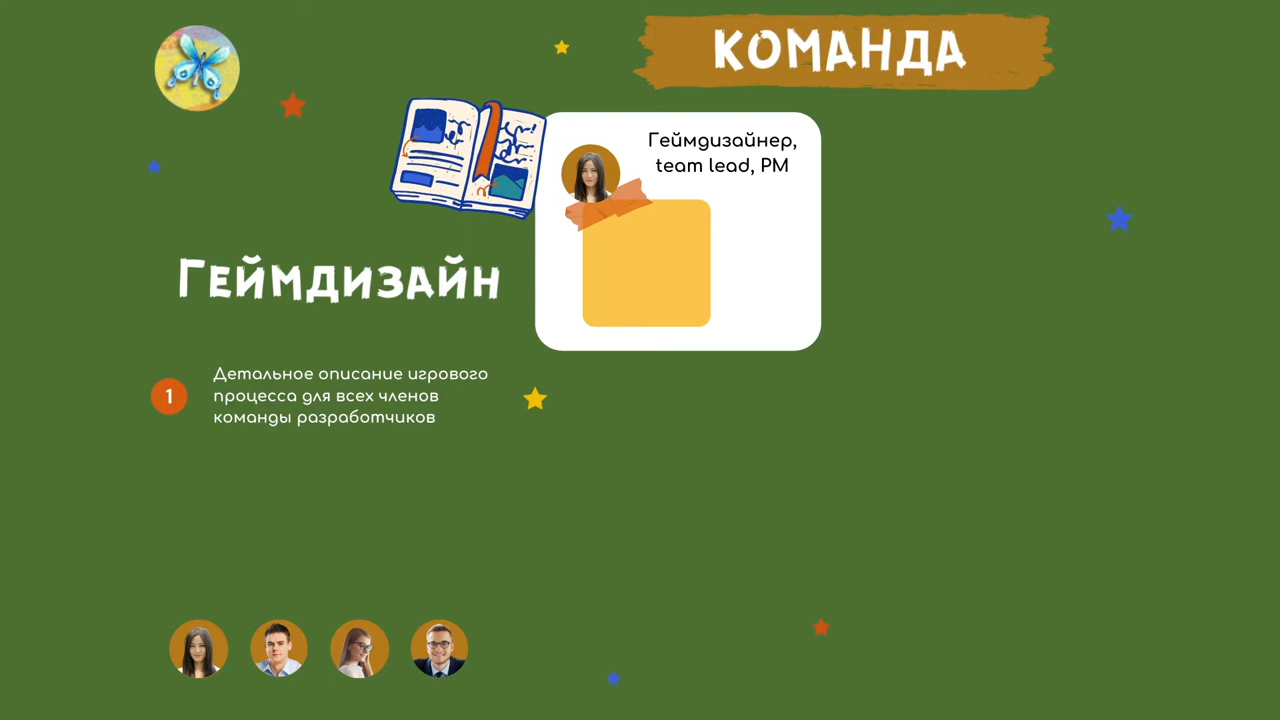 КОМАНДА
Геймдизайнер,
team lead, PM
Геймдизайн
1
Детальное описание игрового
процесса для всех членов
команды разработчиков